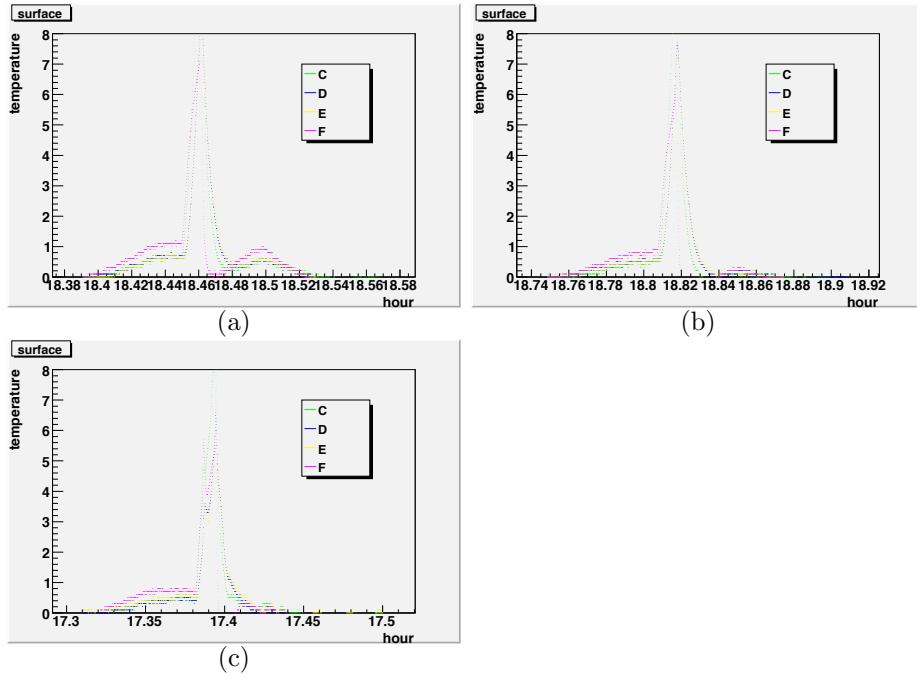 surface
temperature
8
7
6
5
4
3
2
1
0
C
D
E
F
18.38 18.4 18.42 18.44 18.46 18.48 18.5 18.52 18.54 18.56 18.58
hour
(a)
surface
temperature
8
7
6
5
4
3
2
1
0
C
D
E
F
18.74 18.76 18.78 18.8 18.82 18.84 18.86 18.88 18.9 18.92
hour
(b)
surface
temperature
8
7
6
5
4
3
2
1
0
C
D
E
F
17.3 17.35 17.4 17.45 17.5
hour
(c)